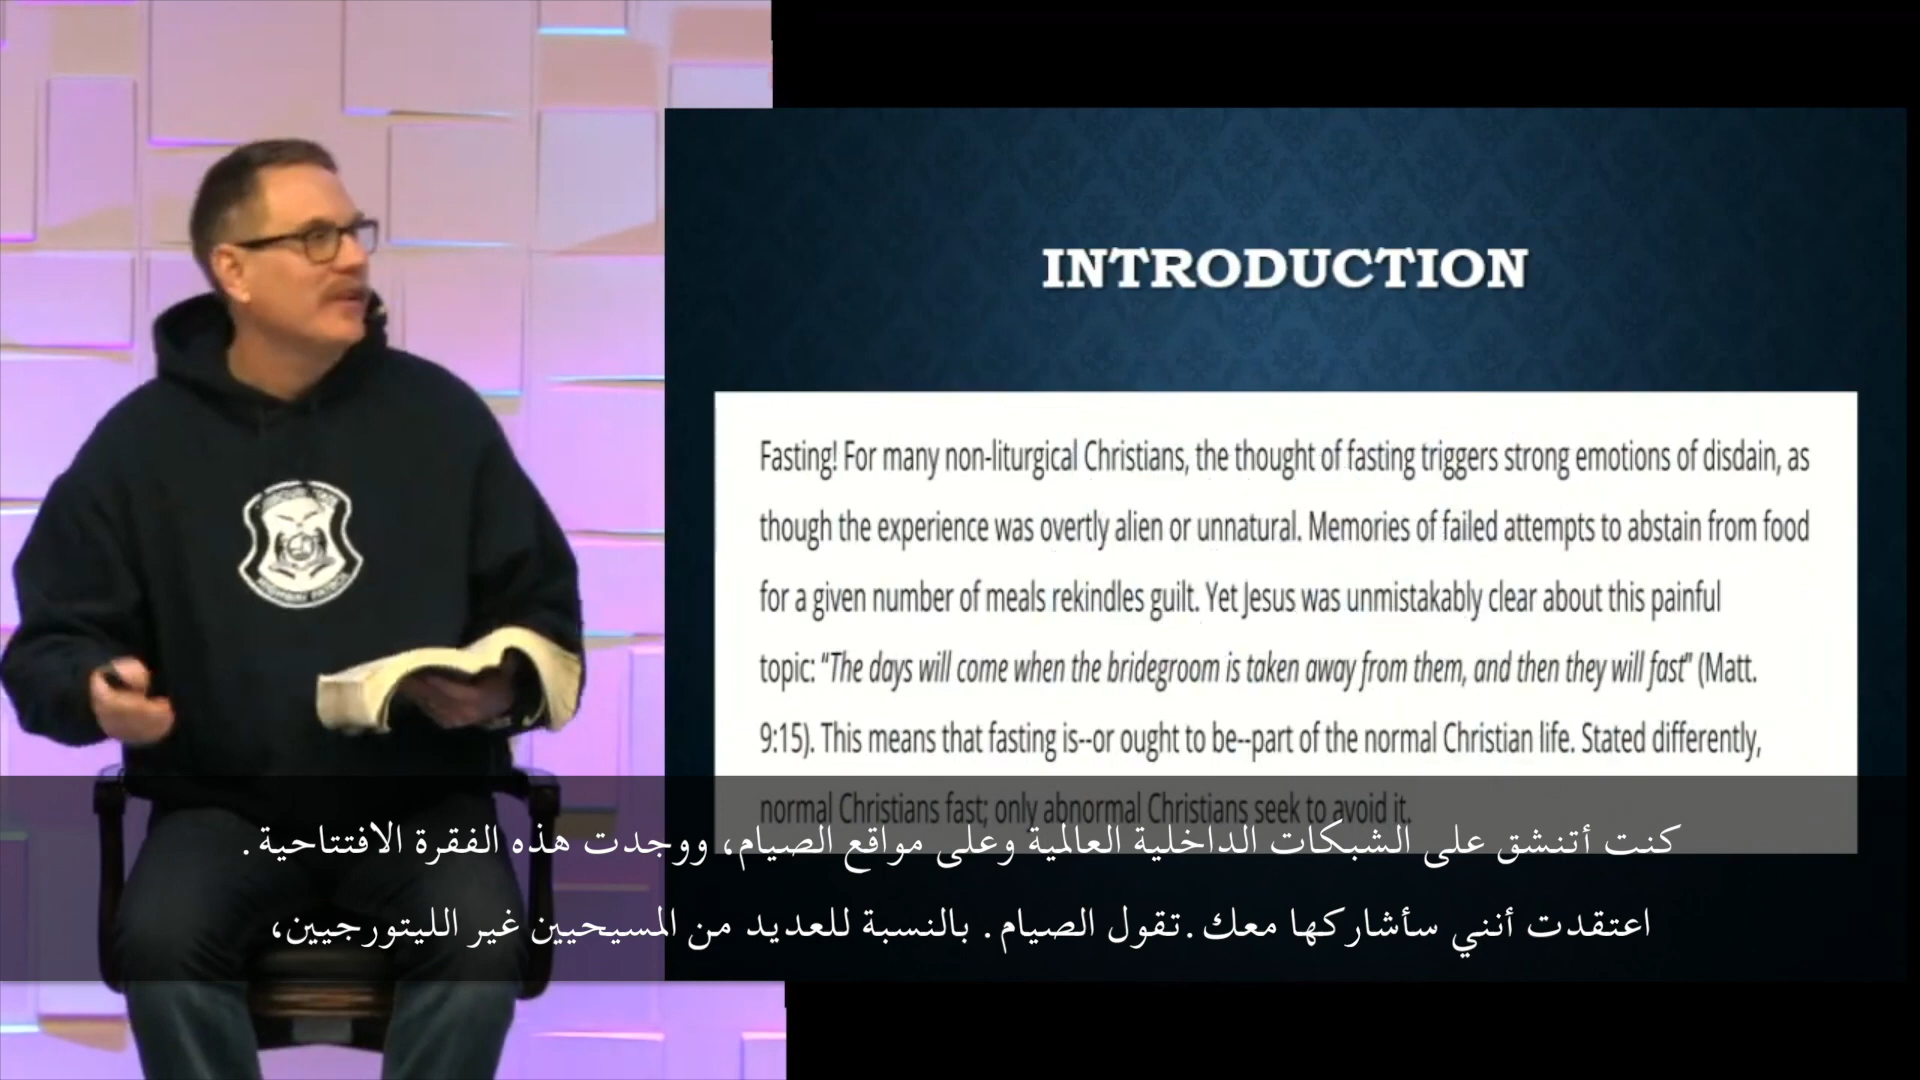 INTRODUCTION
Fasting! For many non-liturgical Christians, the thought of fasting triggers strong emotions of disdain, as
though the experience was overtly alien or unnatural. Memories of failed attempts to abstain from food
for a given number of meals rekindles guilt. Yet Jesus was unmistakably clear about this painful
topic: “The days will come when the bridegroom is taken away from them, and then they will fast” (Matt.
9:15). This means that fasting is--or ought to be--part of the normal Christian life. Stated differently,
normal Christians fast; only abnormal Christians seek to avoid it.
كنت أتنشق على الشبكات الداخلية العالمية وعلى مواقع الصيام، ووجدت هذه الفقرة الافتتاحية.
اعتقدت أنني سأشاركها معك.تقول الصيام. بالنسبة للعديد من المسيحيين غير الليتورجيين،